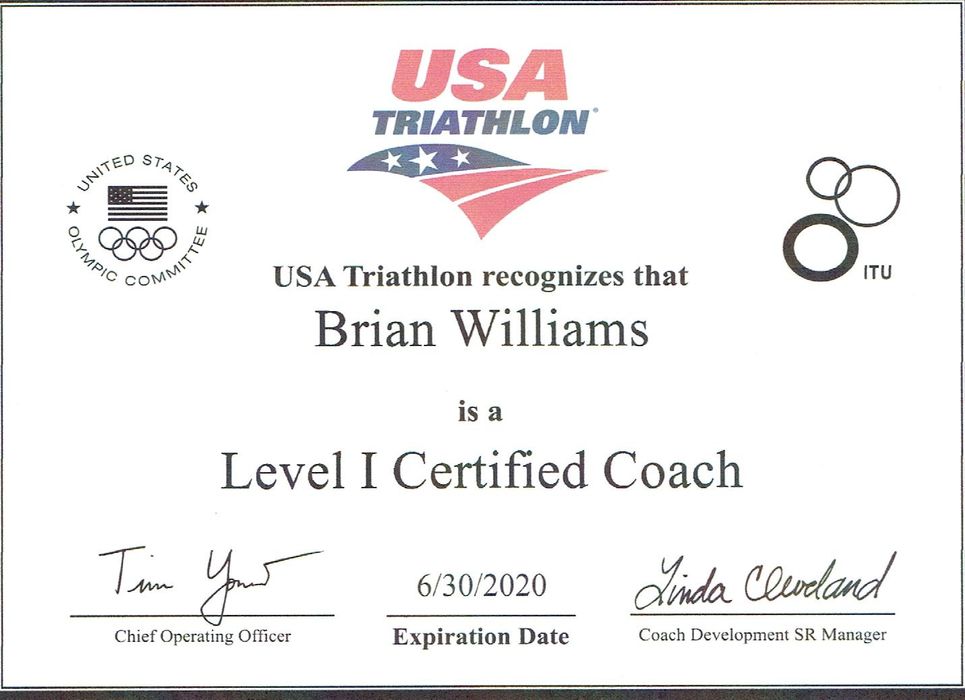 USA
TRIATHLON
UNITED STATES
OLYMPIC COMMITTEE
ITU
USA Triathlon recognizes that
Brian Williams
is a
Level I Certified Coach
Tim
6/30/2020
Linda Cleveland
Chief Operating Officer
Expiration Date
Coach Development SR Manager